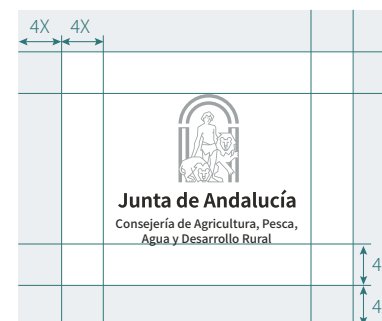 4X 4X
Junta de Andalucía
Consejería de Agricultura, Pesca,
Agua y Desarrollo Rural
4
4